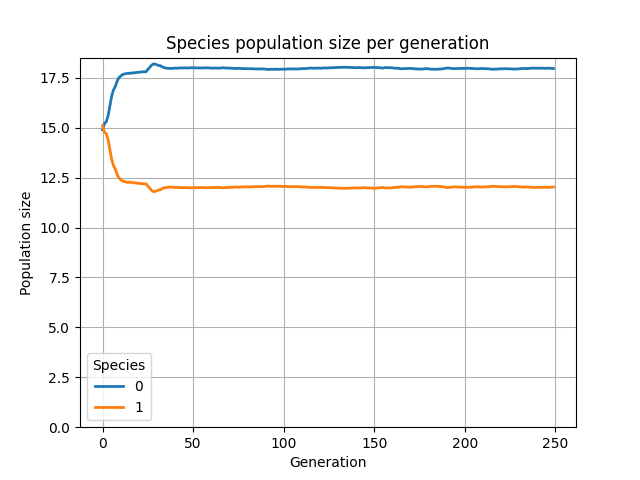 Species population size per generation
Population size
17.5
15.0
12.5
10.0
7.5
5.0
2.5
0.0
Species
0
1
0 50 100 150 200 250
Generation